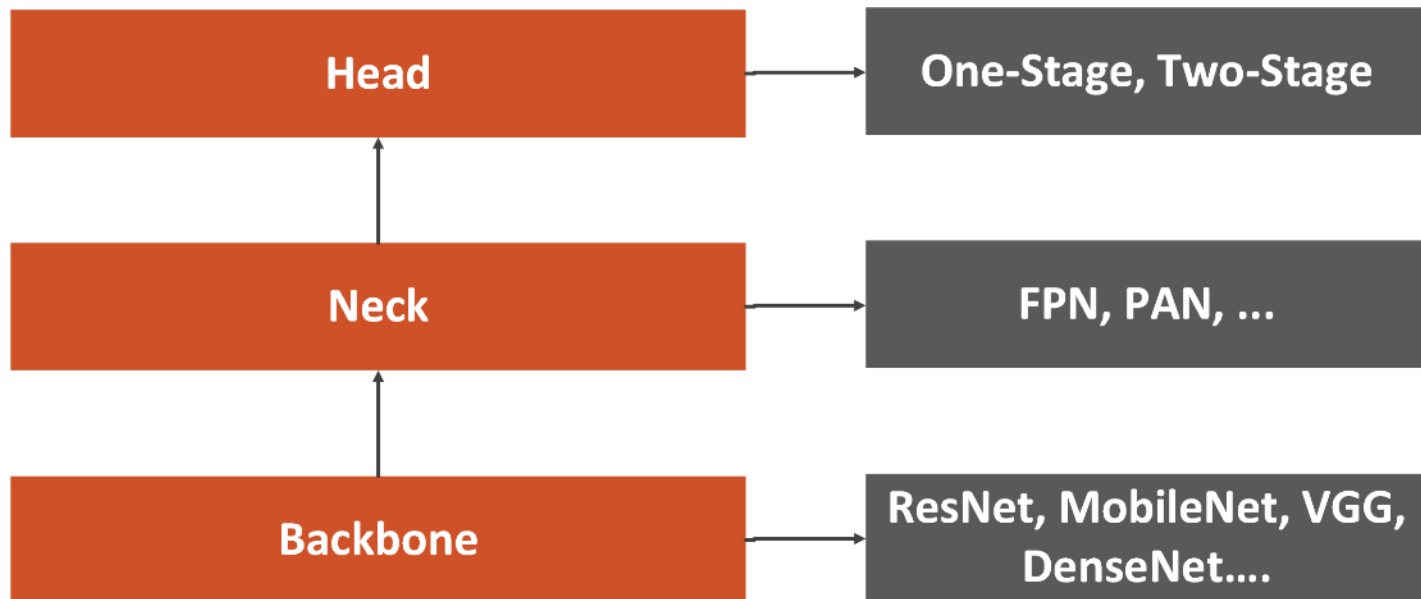 Head
One-Stage, Two-Stage
Neck
FPN, PAN, ...
Backbone
ResNet, MobileNet, VGG,
DenseNet....